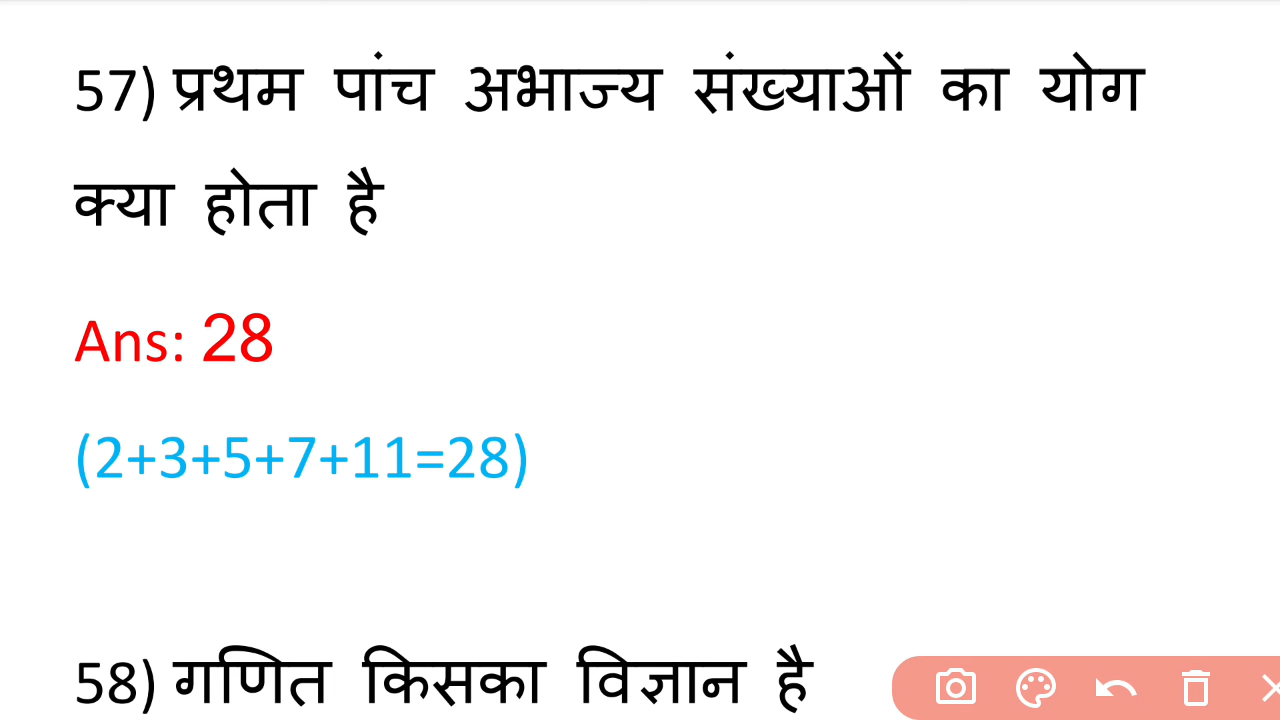 57) प्रथम पांच अभाज्य संख्याओं का योग
क्या होता है
Ans: 28
(2+3+5+7+11=28)
58) गणित किसका विज्ञान है